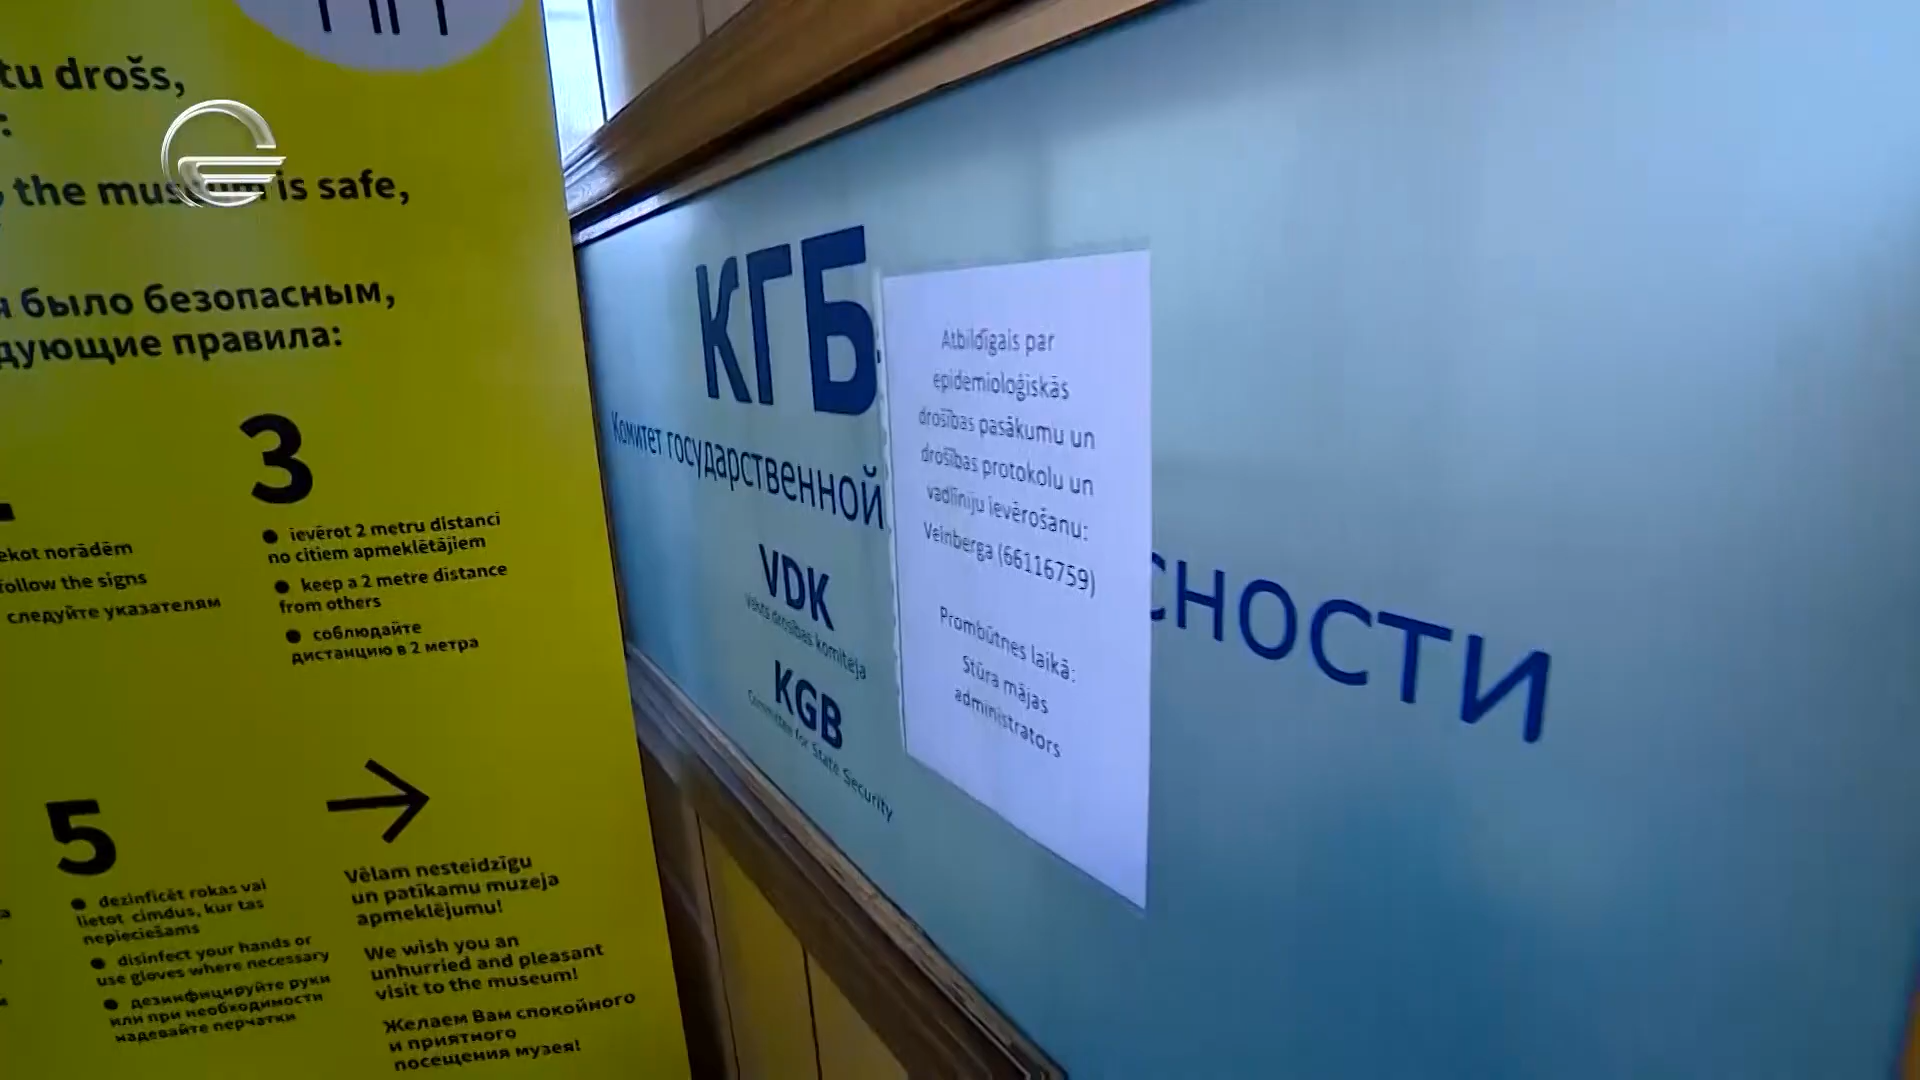 tu drošs,
:
the museum is safe,
я было безопасным,
дующие правила:
3
ekot norādēm
follow the signs
следуйте указателям
● ievērot 2 metru distanci
no citiem apmeklētājiem
● keep a 2 metre distance
from others
● соблюдайте
дистанцию в 2 метра
5
● dezinficēt rokas vai
lietot cimdus, kur tas
nepieciešams
● disinfect your hands or
use gloves where necessary
● дезинфицируйте руки
или при необходимости
надевайте перчатки
Vēlam nesteidzīgu
un patīkamu muzeja
apmeklējumu!
We wish you an
unhurried and pleasant
visit to the museum!
Желаем Вам спокойного
и приятного
посещения музея!
КГБ
Комитет государственной
сности
VDK
Valsts drošības komiteja
KGB
Committee for State Security
Atbildīgais par
epidemioloģiskās
drošības pasākumu un
drošības protokolu un
vadlīniju ievērošanu:
Veinberga (66116759)
Prombūtnes laikā:
Stūra mājas
administrators